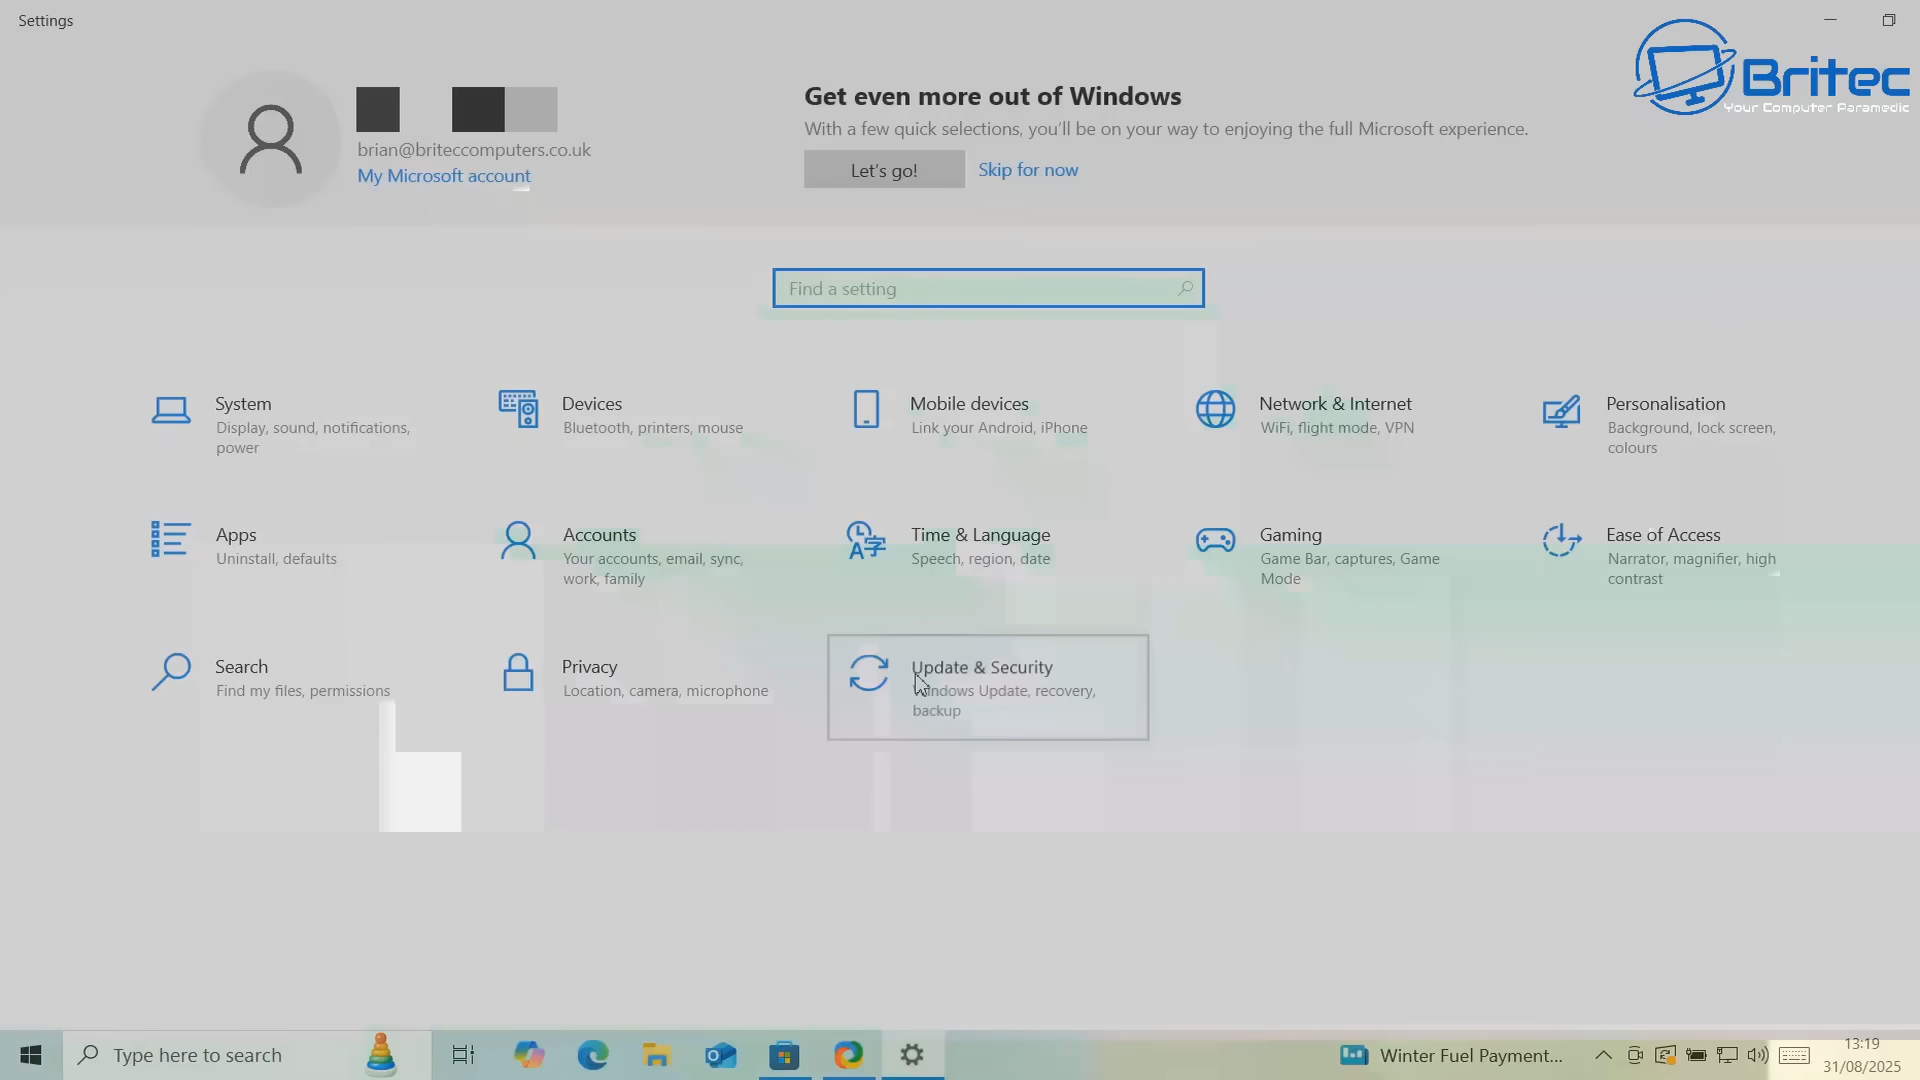 Settings
Britec
Your Computer Paramedic
Get even more out of Windows
With a few quick selections, you'll be on your way to enjoying the full Microsoft experience.
brian@briteccomputers.co.uk
My Microsoft account
Let's go!
Skip for now
Find a setting
System
Display, sound, notifications,
power
Devices
Bluetooth, printers, mouse
Mobile devices
Link your Android, iPhone
Network & Internet
WiFi, flight mode, VPN
Personalisation
Background, lock screen,
colours
Apps
Uninstall, defaults
Accounts
Your accounts, email, sync,
work, family
Time & Language
Speech, region, date
Gaming
Game Bar, captures, Game
Mode
Ease of Access
Narrator, magnifier, high
contrast
Search
Find my files, permissions
Privacy
Location, camera, microphone
Update & Security
Windows Update, recovery,
backup
Type here to search
Winter Fuel Payment...
13:19
31/08/2025